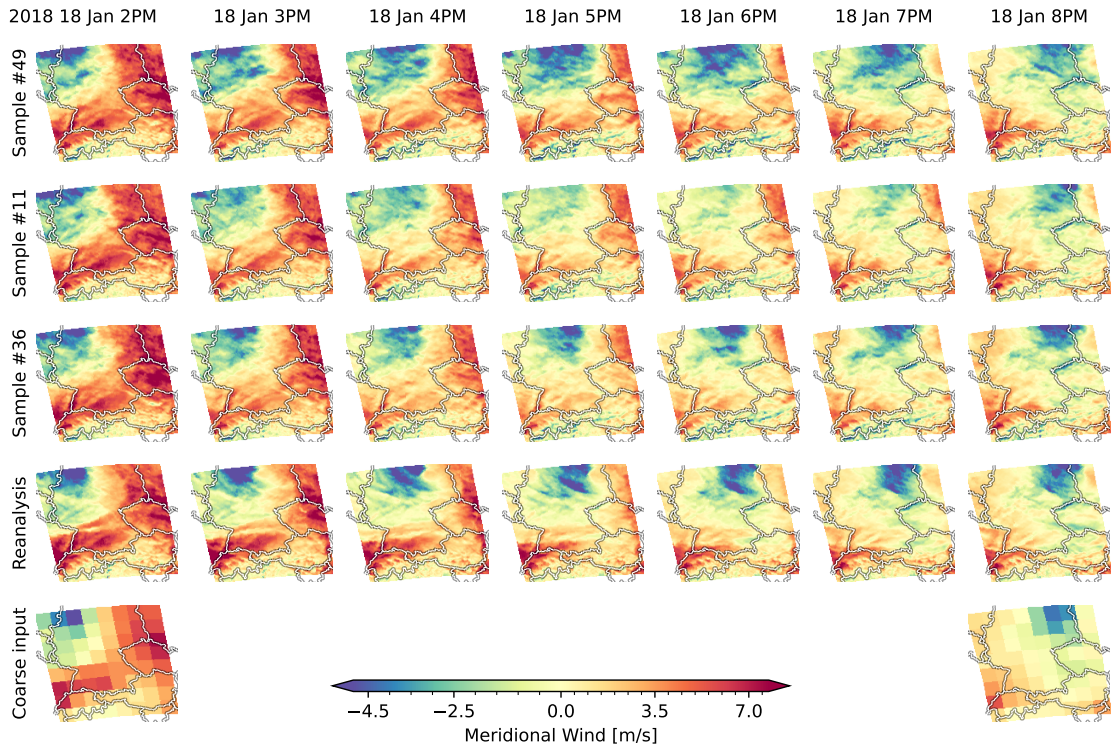 2018 18 Jan 2PM 18 Jan 3PM 18 Jan 4PM 18 Jan 5PM 18 Jan 6PM 18 Jan 7PM 18 Jan 8PM
Sample #49
Sample #11
Sample #36
Reanalysis
Coarse input
−4.5 −2.5 0.0 3.5 7.0
Meridional Wind [m/s]